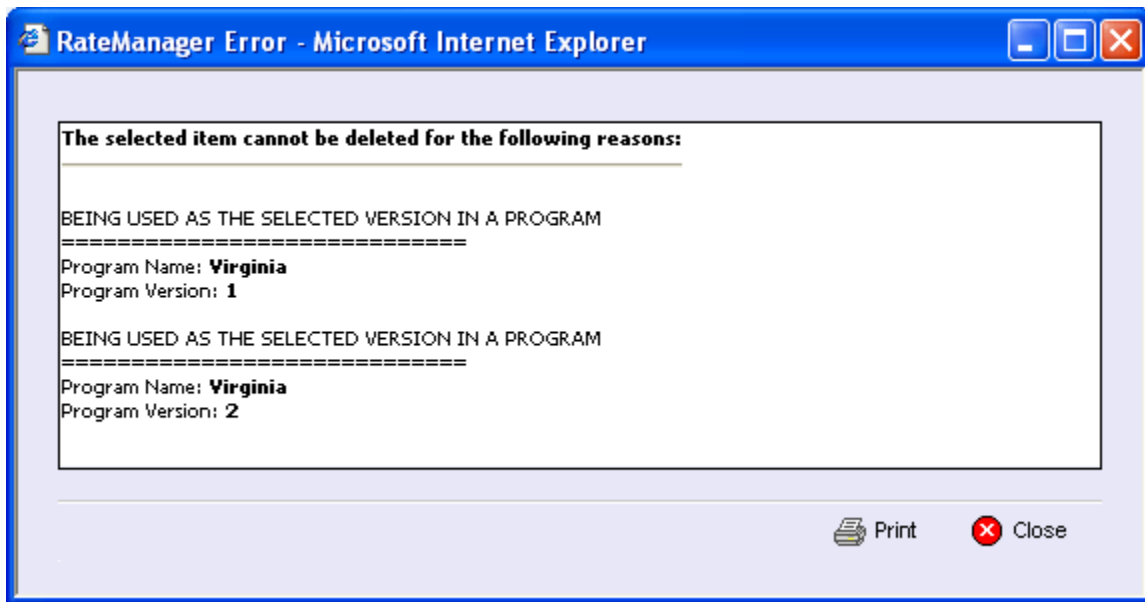 RateManager Error - Microsoft Internet Explorer
The selected item cannot be deleted for the following reasons:
BEING USED AS THE SELECTED VERSION IN A PROGRAM
=============================
Program Name: Virginia
Program Version: 1
BEING USED AS THE SELECTED VERSION IN A PROGRAM
=============================
Program Name: Virginia
Program Version: 2
Print Close